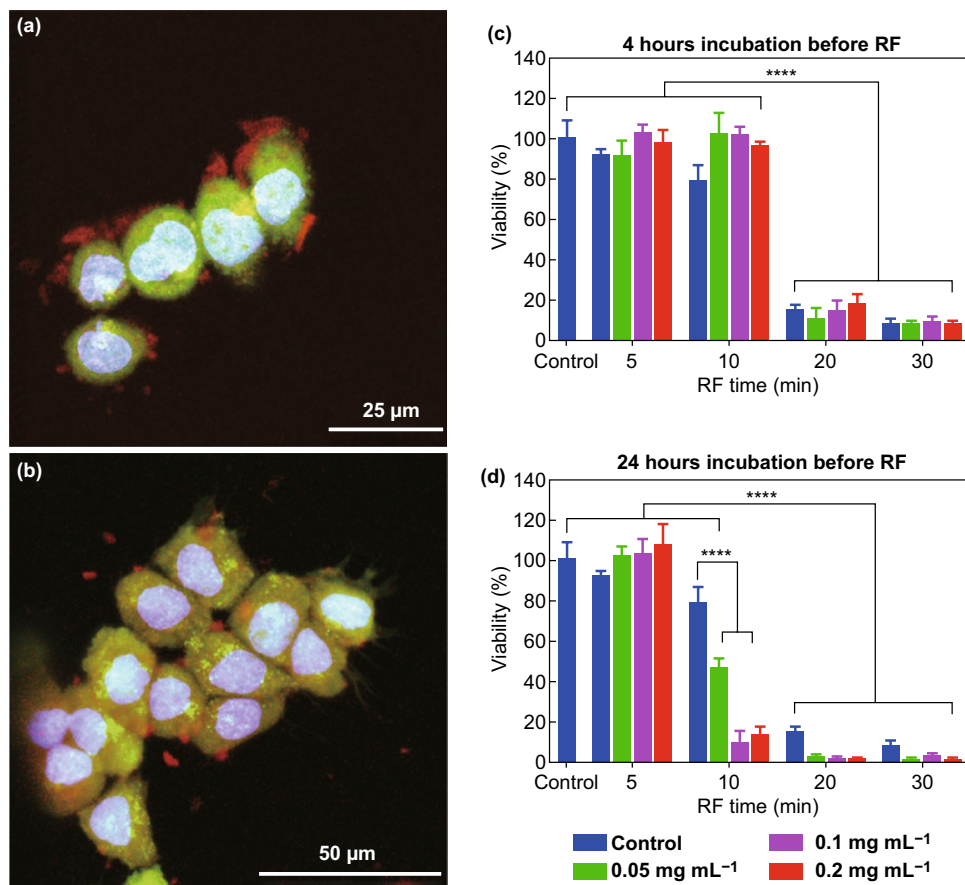 (a)
25 µm
(b)
50 µm
(c)
4 hours incubation before RF
140
120
100
80
60
40
20
0
Viability (%)
****
Control 5 10 20 30
RF time (min)
(d)
24 hours incubation before RF
140
120
100
80
60
40
20
0
Viability (%)
****
****
Control 5 10 20 30
RF time (min)
Control
0.05 mg mL⁻¹
0.1 mg mL⁻¹
0.2 mg mL⁻¹